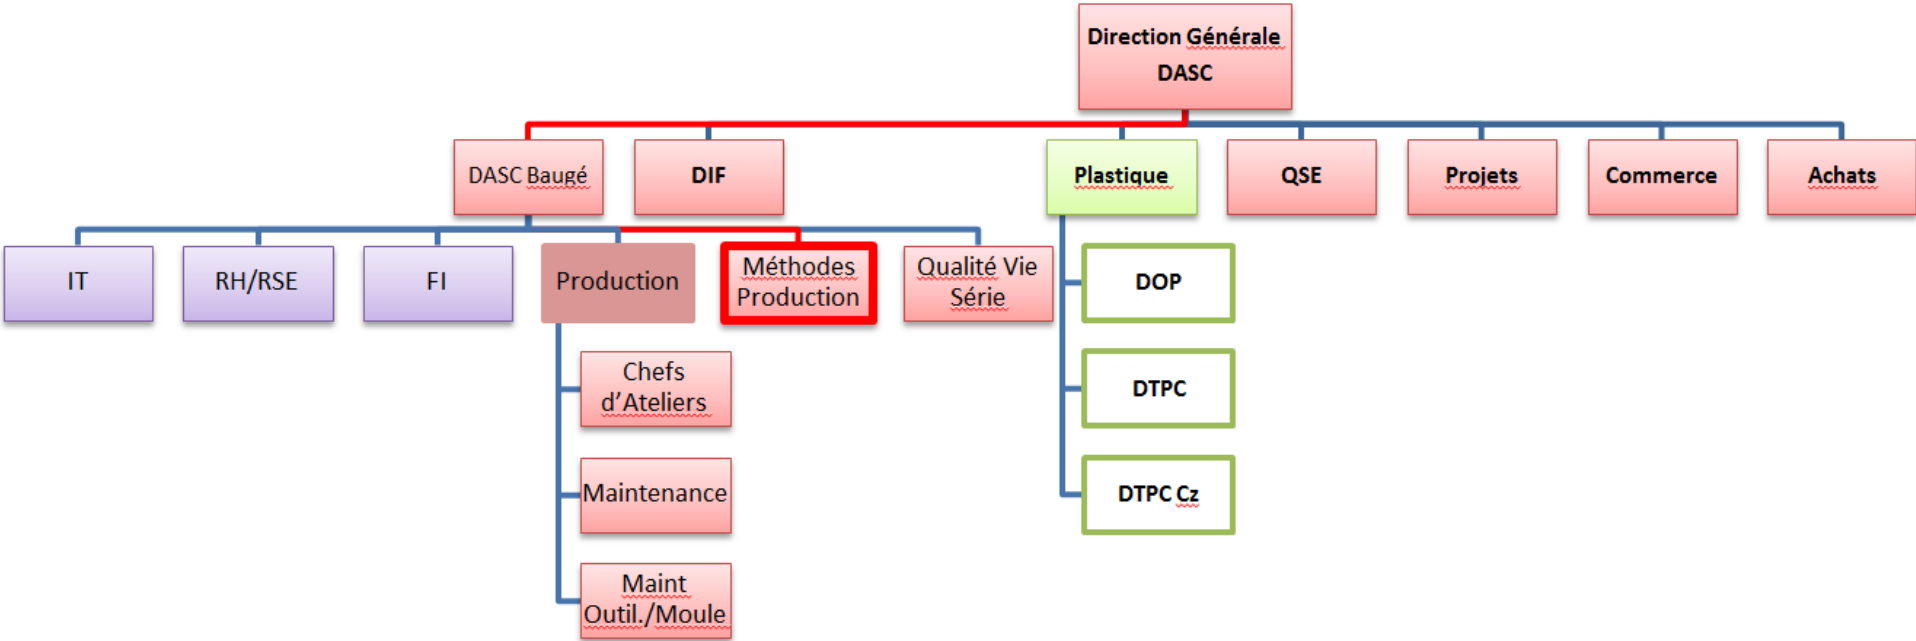 Direction Générale
DASC
DASC Baugé
DIF
Plastique
QSE
Projets
Commerce
Achats
IT
RH/RSE
FI
Production
Méthodes
Production
Qualité Vie
Série
DOP
Chefs
d’Ateliers
DTPC
Maintenance
DTPC Cz
Maint
Outil./Moule